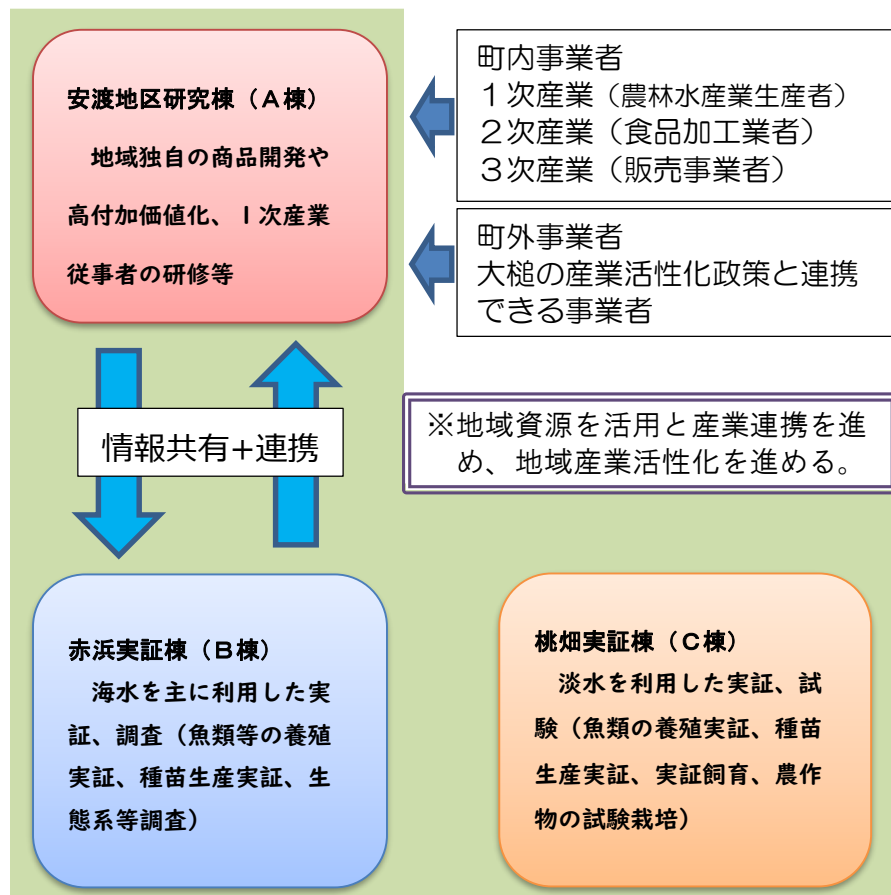 安渡地区研究棟（Ａ棟）
　地域独自の商品開発や
高付加価値化、１次産業
従事者の研修等
町内事業者
１次産業（農林水産業生産者）
２次産業（食品加工業者）
３次産業（販売事業者）
町外事業者
大槌の産業活性化政策と連携
できる事業者
情報共有+連携
※地域資源を活用と産業連携を進
め、地域産業活性化を進める。
赤浜実証棟（Ｂ棟）
　海水を主に利用した実
証、調査（魚類等の養殖
実証、種苗生産実証、生
態系等調査）
桃畑実証棟（Ｃ棟）
　淡水を利用した実証、試
験（魚類の養殖実証、種苗
生産実証、実証飼育、農作
物の試験栽培）